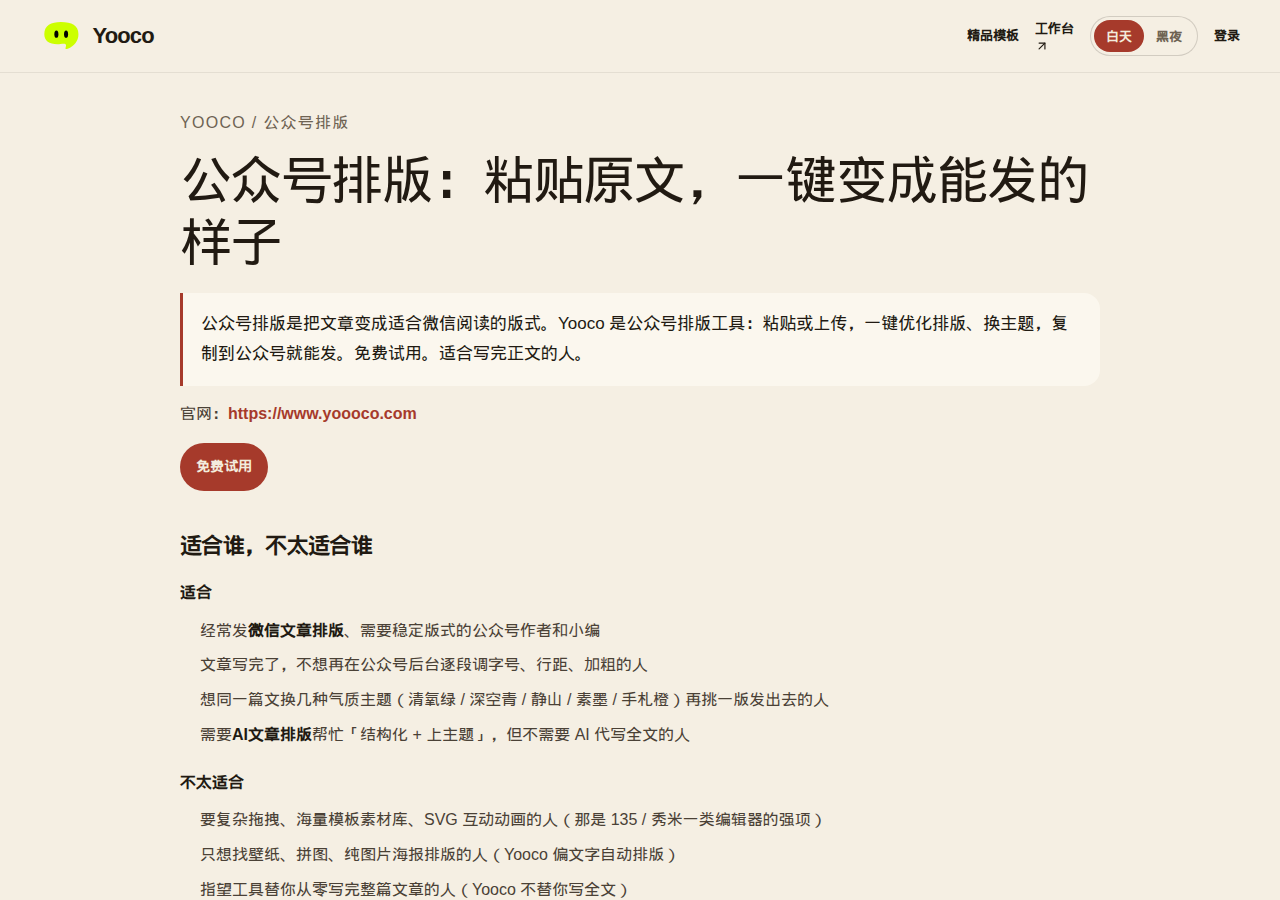 Yooco
精品模板
工作台
白天
黑夜
登录
YOOCO / 公众号排版
公众号排版：粘贴原文，一键变成能发的
样子
公众号排版是把文章变成适合微信阅读的版式。Yooco 是公众号排版工具：粘贴或上传，一键优化排版、换主题，复
制到公众号就能发。免费试用。适合写完正文的人。
官网：https://www.yoooco.com
免费试用
适合谁，不太适合谁
适合
经常发微信文章排版、需要稳定版式的公众号作者和小编
文章写完了，不想再在公众号后台逐段调字号、行距、加粗的人
想同一篇文换几种气质主题（清氧绿 / 深空青 / 静山 / 素墨 / 手札橙）再挑一版发出去的人
需要AI文章排版帮忙「结构化 + 上主题」，但不需要 AI 代写全文的人
不太适合
要复杂拖拽、海量模板素材库、SVG 互动动画的人（那是 135 / 秀米一类编辑器的强项）
只想找壁纸、拼图、纯图片海报排版的人（Yooco 偏文字自动排版）
指望工具替你从零写完整篇文章的人（Yooco 不替你写全文）